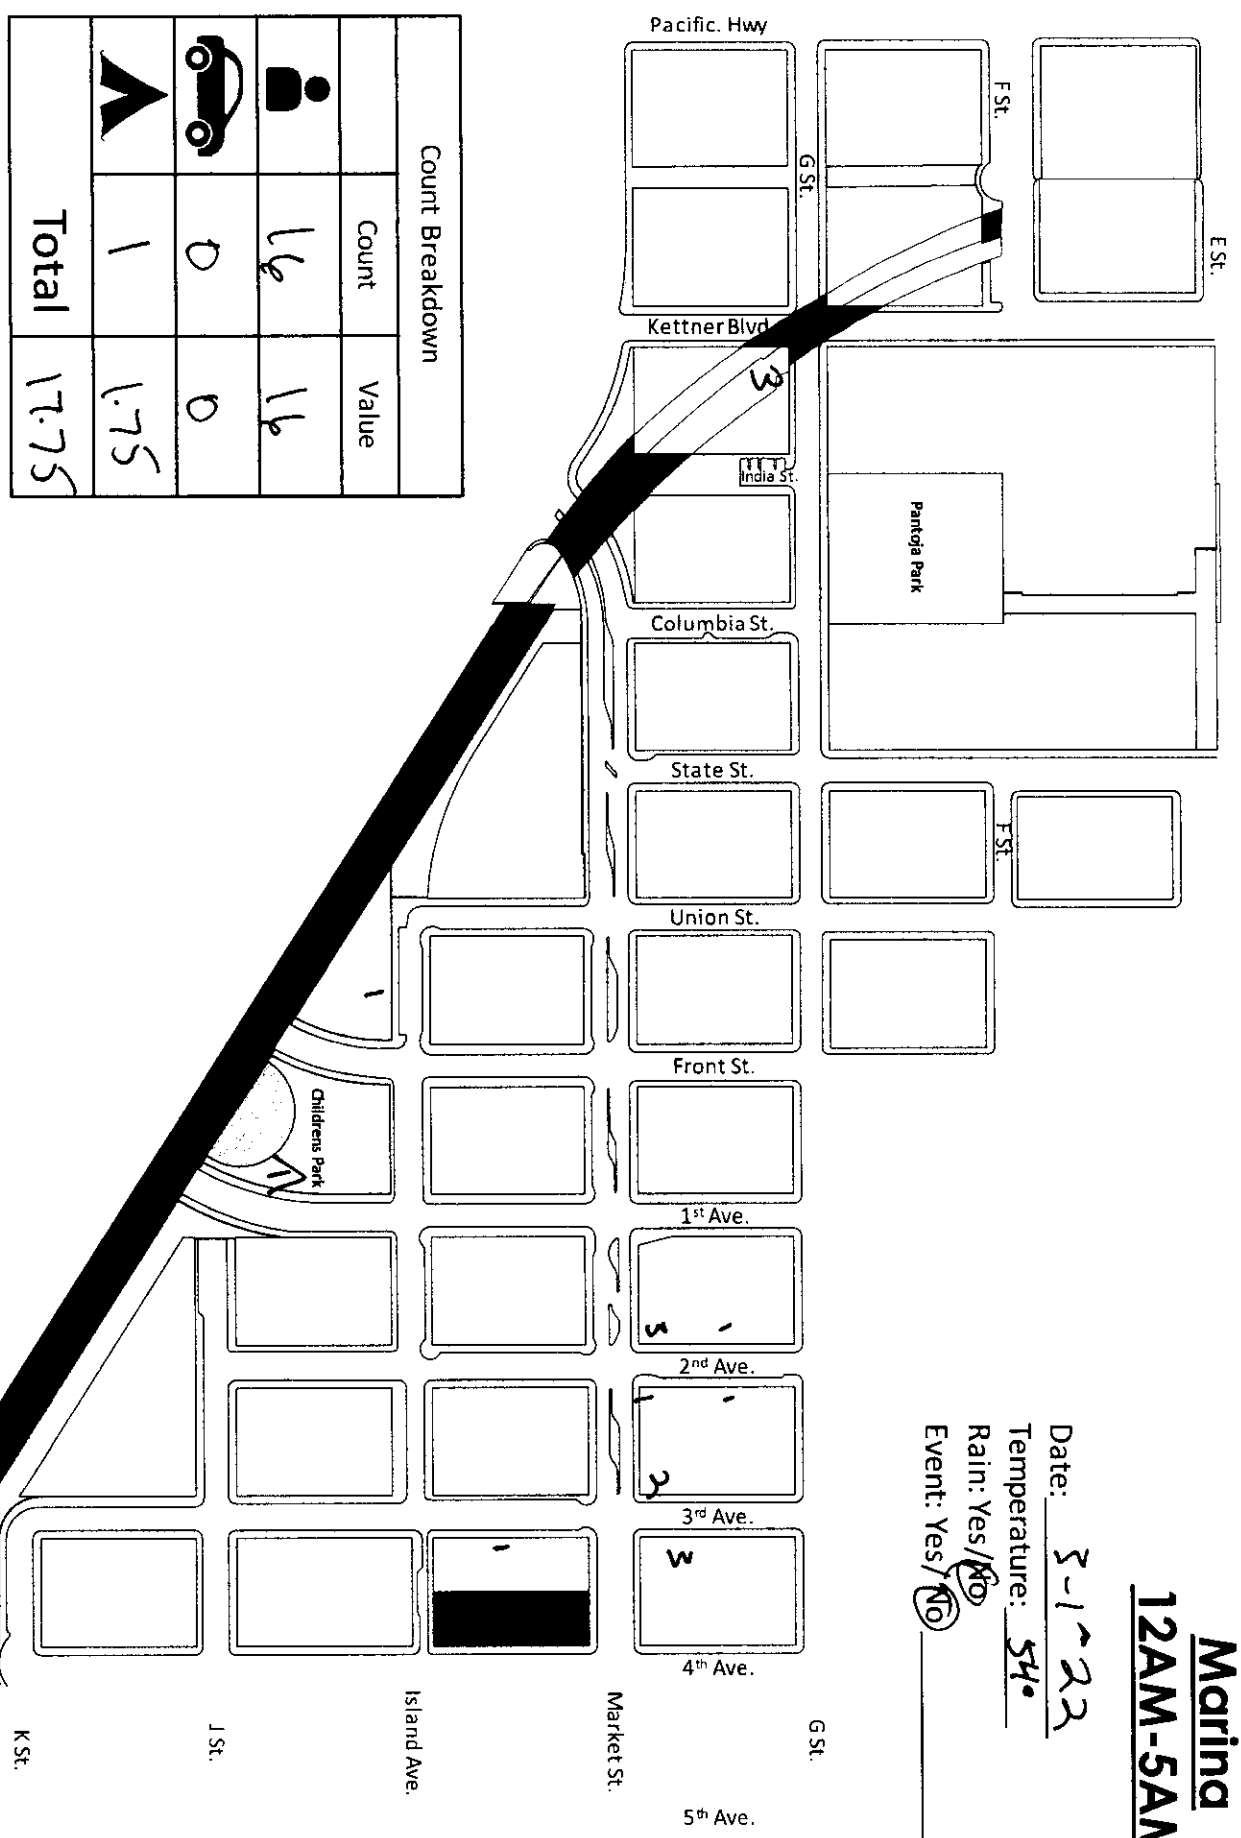 Marina
12AM-5AM
Date: 3-1-22
Temperature: 54°
Rain: Yes/No
Event: Yes/No
E St.
F St.
G St.
Pacific. Hwy
Kettner Blvd
3
India St.
Pantoja Park
Columbia St.
State St.
F St.
Union St.
1
Front St.
Childrens Park
1
1st Ave.
1
2nd Ave.
1
1
3rd Ave.
3
1
4th Ave.
5th Ave.
G St.
Market St.
Island Ave.
J St.
K St.
Count Breakdown
Count Value
16 16
0 0
1 1.75
Total 17.75